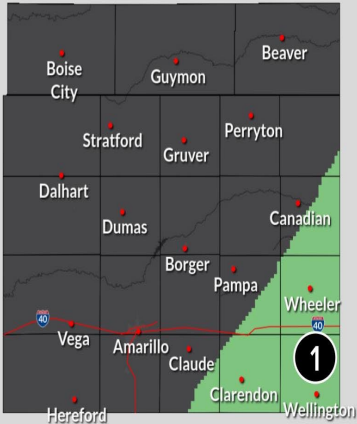 Beaver
Boise
City
Guymon
Perryton
Stratford
Gruver
Dalhart
Canadian
Dumas
Borger
Pampa
Wheeler
40
40
Vega
Amarillo
1
Claude
Clarendon
Hereford
Wellington